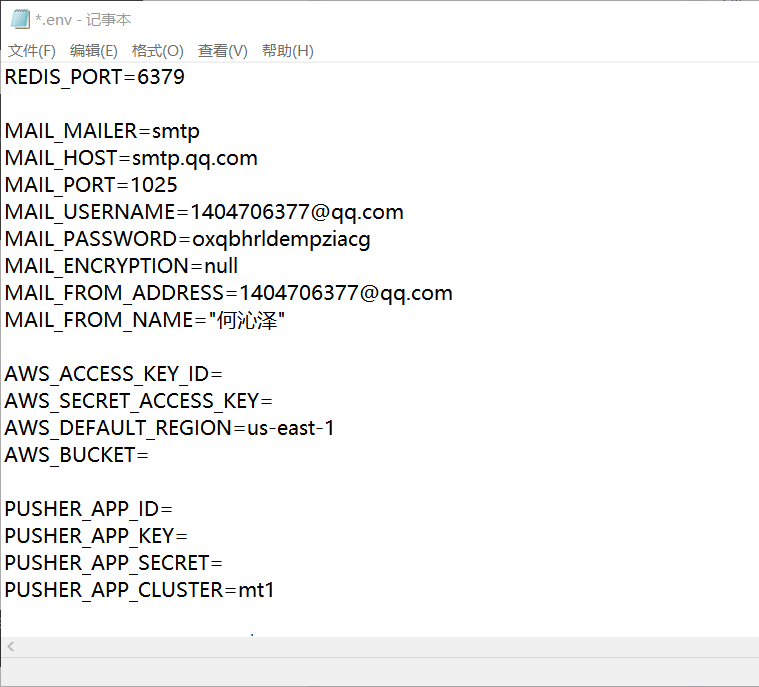 *.env - 记事本
文件(F) 编辑(E) 格式(O) 查看(V) 帮助(H)
REDIS_PORT=6379
MAIL_MAILER=smtp
MAIL_HOST=smtp.qq.com
MAIL_PORT=1025
MAIL_USERNAME=1404706377@qq.com
MAIL_PASSWORD=oxqbhrldempziacg
MAIL_ENCRYPTION=null
MAIL_FROM_ADDRESS=1404706377@qq.com
MAIL_FROM_NAME="何沁泽"
AWS_ACCESS_KEY_ID=
AWS_SECRET_ACCESS_KEY=
AWS_DEFAULT_REGION=us-east-1
AWS_BUCKET=
PUSHER_APP_ID=
PUSHER_APP_KEY=
PUSHER_APP_SECRET=
PUSHER_APP_CLUSTER=mt1